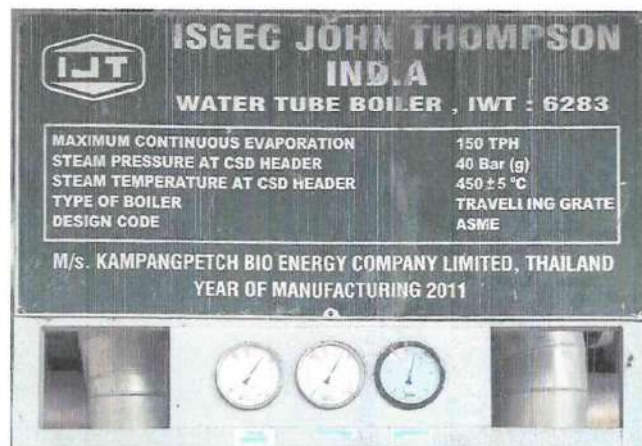 IJT
ISGEC JOHN THOMPSON
INDIA
WATER TUBE BOILER , IWT : 6283
MAXIMUM CONTINUOUS EVAPORATION 150 TPH
STEAM PRESSURE AT CSD HEADER 40 Bar (g)
STEAM TEMPERATURE AT CSD HEADER 450 ± 5 °C
TYPE OF BOILER TRAVELLING GRATE
DESIGN CODE ASME
M/s. KAMPANGPETCH BIO ENERGY COMPANY LIMITED, THAILAND
YEAR OF MANUFACTURING 2011